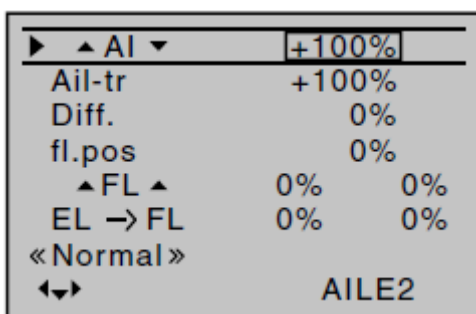 ▶ ▲ AI ▼ +100%
Ail-tr +100%
Diff. 0%
fl.pos 0%
▲ FL ▲ 0% 0%
EL → FL 0% 0%
«Normal»
AILE2